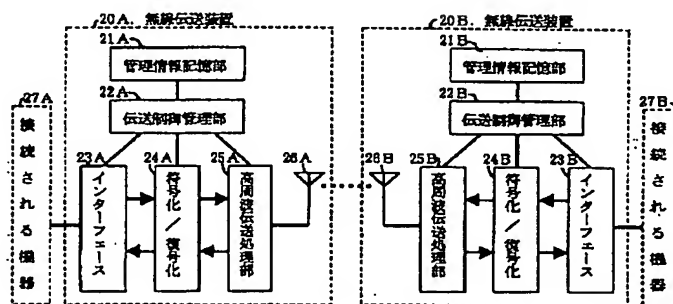 20A、無線伝送装置
21A
管理情報記憶部
22A
伝送制御管理部
27A
接続される機器
23A
インターフェース
24A
符号化/復号化
25A
高周波伝送処理部
26A
20B、無線伝送装置
21B
管理情報記憶部
22B
伝送制御管理部
26B
25B
高周波伝送処理部
24B
符号化/復号化
23B
インターフェース
27B
接続される機器